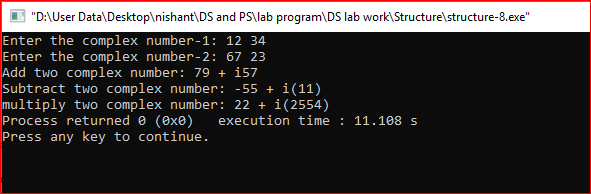 "D:\User Data\Desktop\nishant\DS and PS\lab program\DS lab work\Structure\structure-8.exe"
Enter the complex number-1: 12 34
Enter the complex number-2: 67 23
Add two complex number: 79 + i57
Subtract two complex number: -55 + i(11)
multiply two complex number: 22 + i(2554)
Process returned 0 (0x0)   execution time : 11.108 s
Press any key to continue.